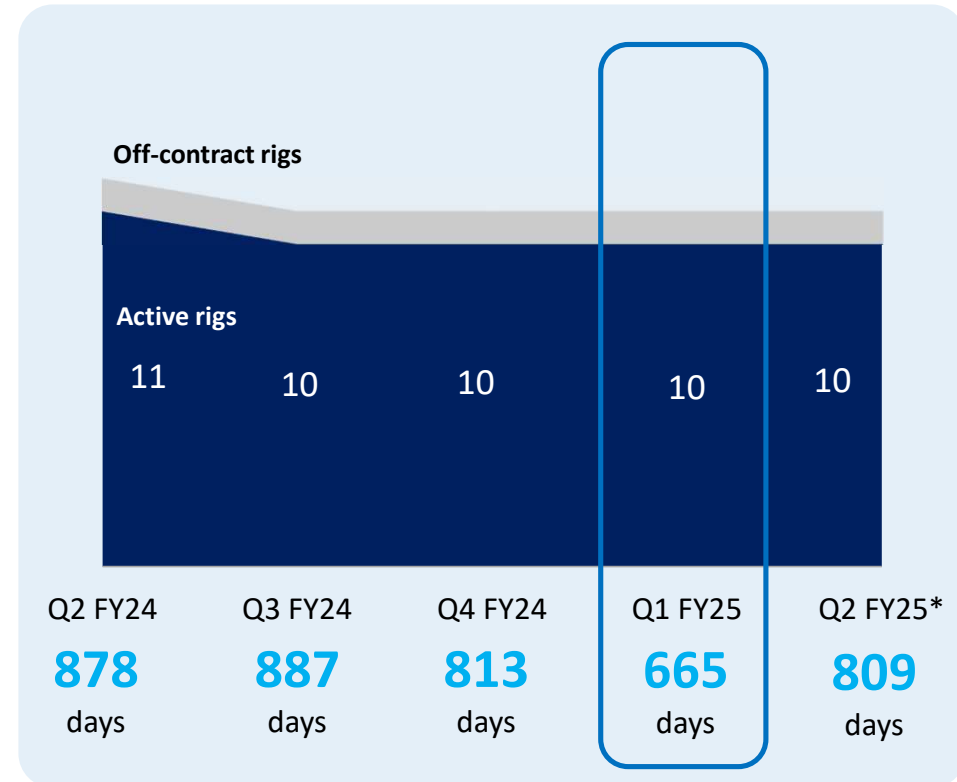 Off-contract rigs
Active rigs
11 10 10 10 10
Q2 FY24 Q3 FY24 Q4 FY24 Q1 FY25 Q2 FY25*
878 887 813 665 809
days days days days days